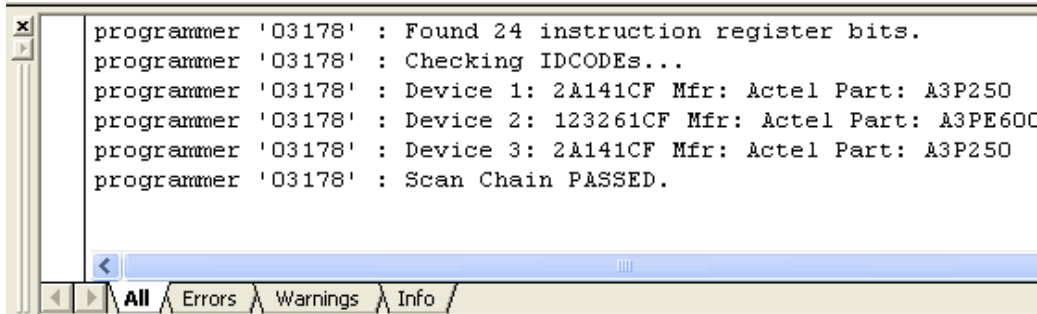 programmer '03178' : Found 24 instruction register bits.
programmer '03178' : Checking IDCODEs...
programmer '03178' : Device 1: 2A141CF Mfr: Actel Part: A3P250
programmer '03178' : Device 2: 123261CF Mfr: Actel Part: A3PE600
programmer '03178' : Device 3: 2A141CF Mfr: Actel Part: A3P250
programmer '03178' : Scan Chain PASSED.
All Errors Warnings Info